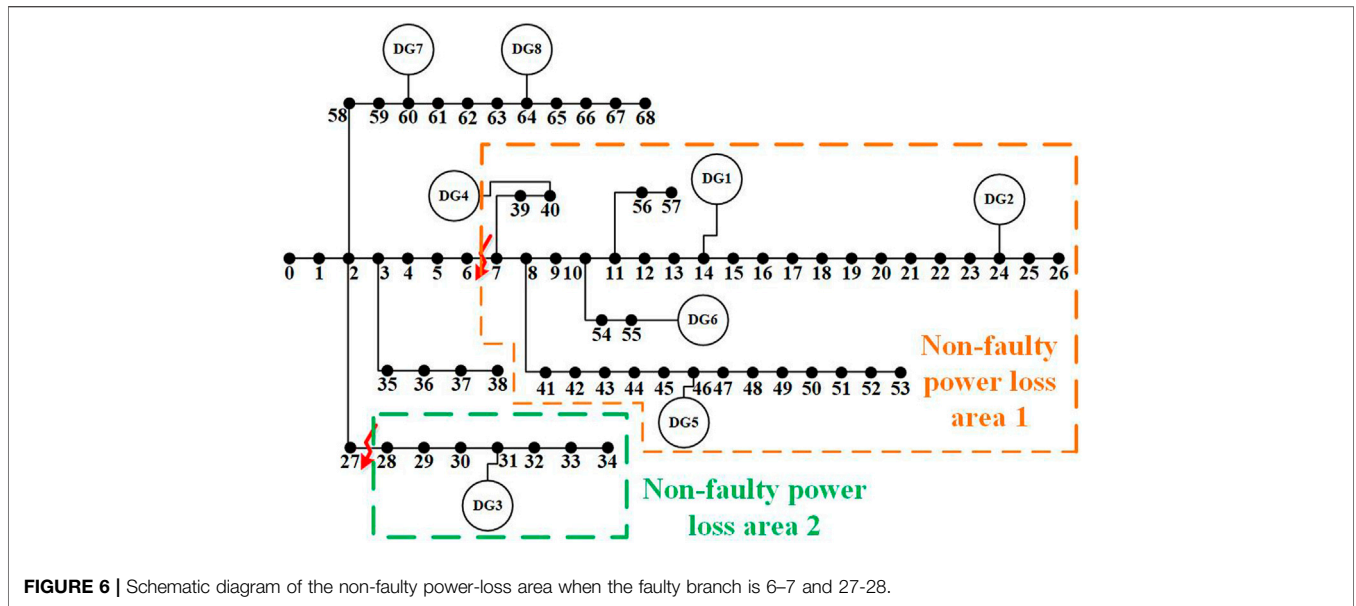 DG7 DG8
58 59 60 61 62 63 64 65 66 67 68
DG4 DG1 DG2
39 40 56 57
0 1 2 3 4 5 6 7 8 9 10 11 12 13 14 15 16 17 18 19 20 21 22 23 24 25 26
54 55 DG6
35 36 37 38
41 42 43 44 45 46 47 48 49 50 51 52 53
DG5
Non-faulty
power loss
area 1
27 28 29 30 31 32 33 34
DG3
Non-faulty power
loss area 2
FIGURE 6 | Schematic diagram of the non-faulty power-loss area when the faulty branch is 6–7 and 27-28.